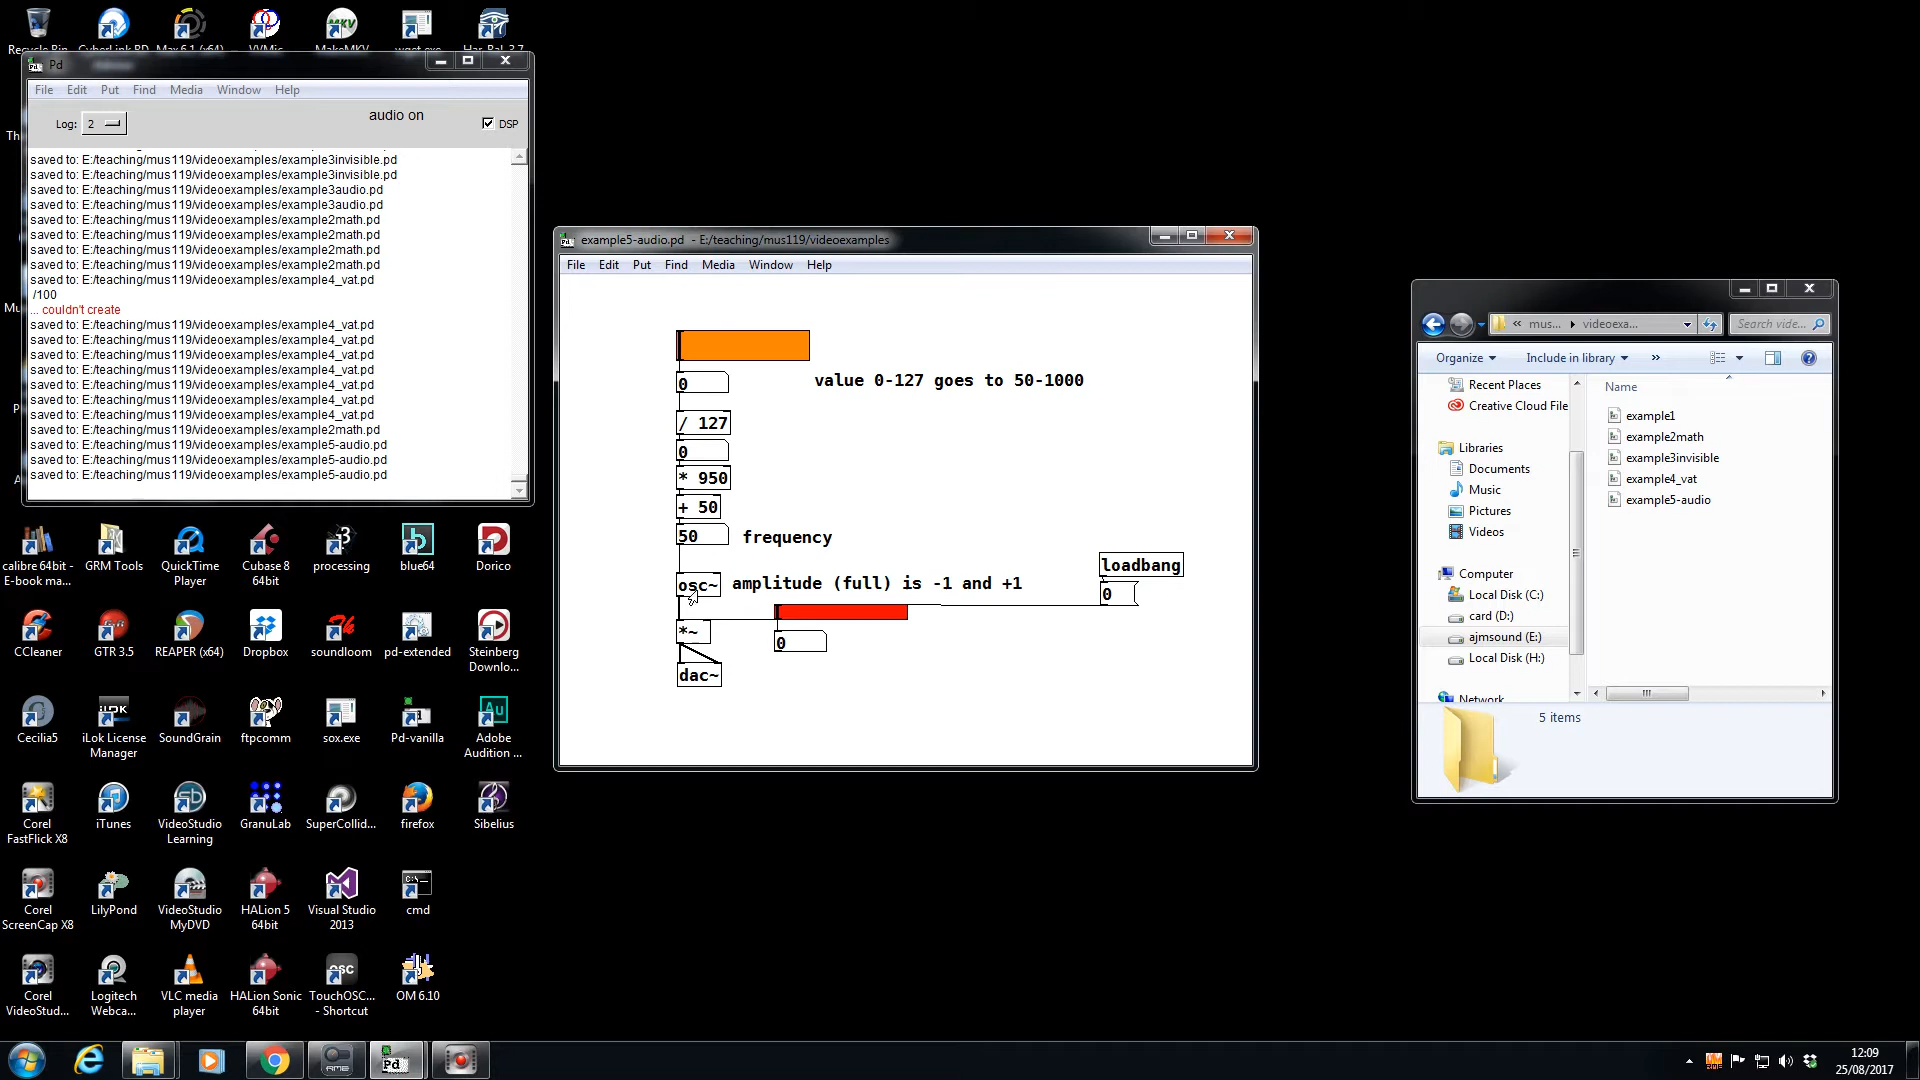 Recycle Bin
CyberLink BD
Max 6.1 (x64)
VVMic
MakeMKV
wget.exe
Har_Bal_3.7
Pd
File Edit Put Find Media Window Help
Log: 2
audio on
DSP
saved to: E:/teaching/mus119/videoexamples/example3invisible.pd
saved to: E:/teaching/mus119/videoexamples/example3invisible.pd
saved to: E:/teaching/mus119/videoexamples/example3audio.pd
saved to: E:/teaching/mus119/videoexamples/example3audio.pd
saved to: E:/teaching/mus119/videoexamples/example2math.pd
saved to: E:/teaching/mus119/videoexamples/example2math.pd
saved to: E:/teaching/mus119/videoexamples/example2math.pd
saved to: E:/teaching/mus119/videoexamples/example2math.pd
saved to: E:/teaching/mus119/videoexamples/example4_vat.pd
/100
... couldn't create
saved to: E:/teaching/mus119/videoexamples/example4_vat.pd
saved to: E:/teaching/mus119/videoexamples/example4_vat.pd
saved to: E:/teaching/mus119/videoexamples/example4_vat.pd
saved to: E:/teaching/mus119/videoexamples/example4_vat.pd
saved to: E:/teaching/mus119/videoexamples/example4_vat.pd
saved to: E:/teaching/mus119/videoexamples/example4_vat.pd
saved to: E:/teaching/mus119/videoexamples/example4_vat.pd
saved to: E:/teaching/mus119/videoexamples/example2math.pd
saved to: E:/teaching/mus119/videoexamples/example5-audio.pd
saved to: E:/teaching/mus119/videoexamples/example5-audio.pd
saved to: E:/teaching/mus119/videoexamples/example5-audio.pd
example5-audio.pd - E:/teaching/mus119/videoexamples
File Edit Put Find Media Window Help
0
value 0-127 goes to 50-1000
/ 127
0
* 950
+ 50
50
frequency
osc~
amplitude (full) is -1 and +1
loadbang
0
*~
0
dac~
mus...
videoexa...
Search vide...
Organize
Include in library
»
Recent Places
Creative Cloud File
Libraries
Documents
Music
Pictures
Videos
Computer
Local Disk (C:)
card (D:)
ajmsound (E:)
Local Disk (H:)
Network
Name
example1
example2math
example3invisible
example4_vat
example5-audio
5 items
calibre 64bit -
E-book ma...
GRM Tools
QuickTime
Player
Cubase 8
64bit
processing
blue64
Dorico
CCleaner
GTR 3.5
REAPER (x64)
Dropbox
soundloom
pd-extended
Steinberg
Downlo...
Cecilia5
iLok License
Manager
SoundGrain
ftpcomm
sox.exe
Pd-vanilla
Adobe
Audition ...
Corel
FastFlick X8
iTunes
VideoStudio
Learning
GranuLab
SuperCollid...
firefox
Sibelius
Corel
ScreenCap X8
LilyPond
VideoStudio
MyDVD
HALion 5
64bit
Visual Studio
2013
cmd
Corel
VideoStud...
Logitech
Webca...
VLC media
player
HALion Sonic
64bit
TouchOSC...
- Shortcut
OM 6.10
12:09
25/08/2017